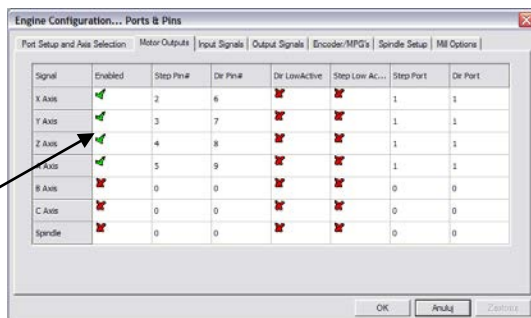 Engine Configuration... Ports & Pins
Port Setup and Axis Selection Motor Outputs Input Signals Output Signals Encoder/MPG's Spindle Setup Mill Options
Signal Enabled Step Pin# Dir Pin# Dir LowActive Step Low Ac... Step Port Dir Port
X Axis 2 6 1 1
Y Axis 3 7 1 1
Z Axis 4 8 1 1
A Axis 5 9 1 1
B Axis 0 0 0 0
C Axis 0 0 0 0
Spindle 0 0 0 0
OK Anuluj Zastosuj